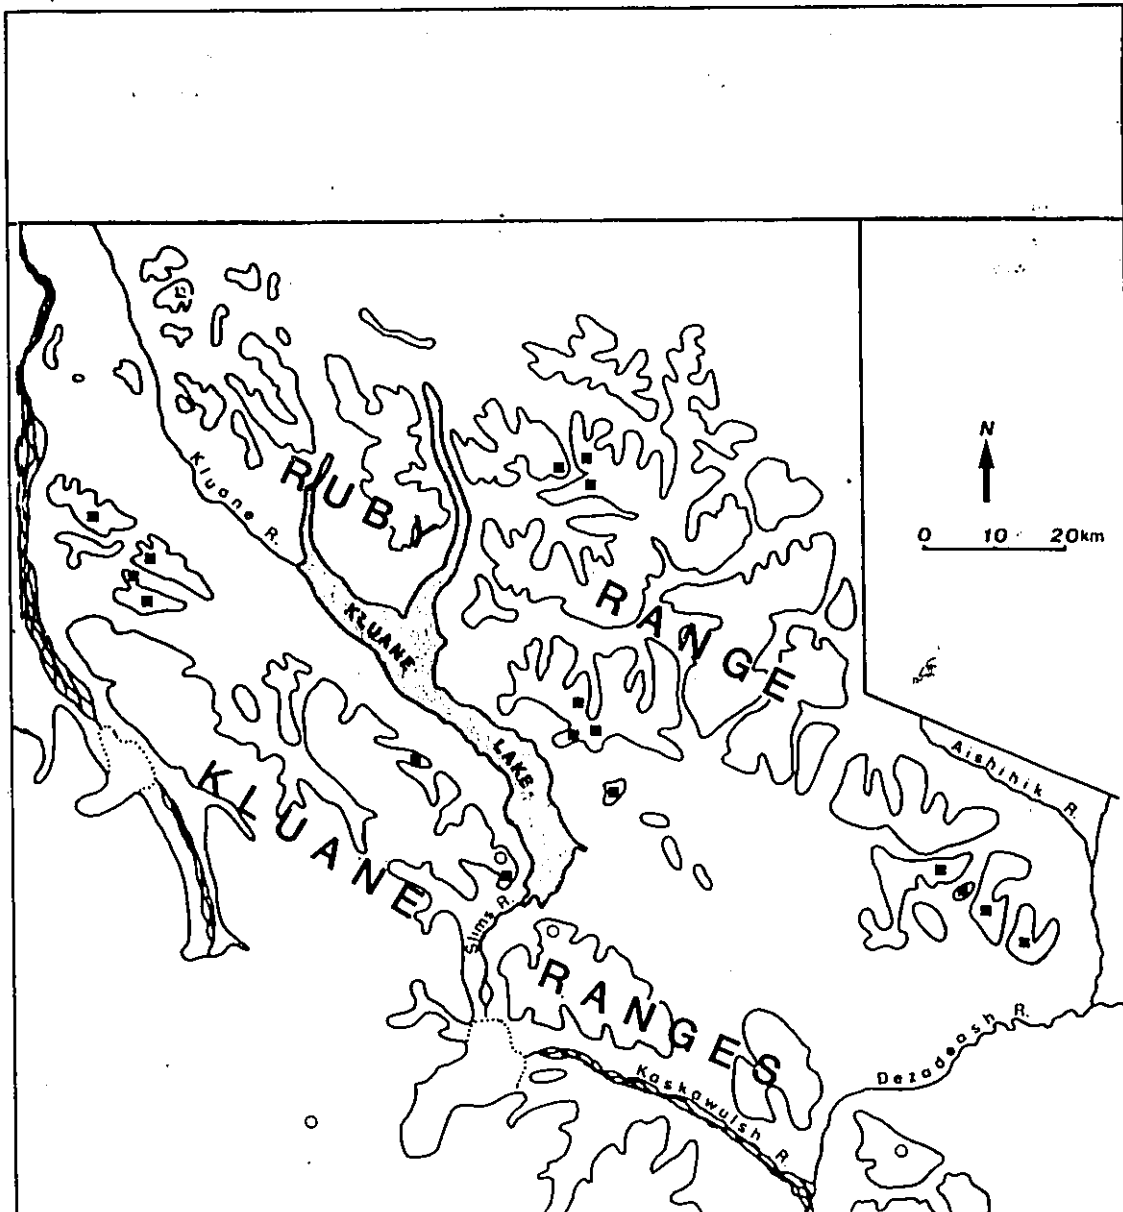 N
0 10 20km
Kluane R.
RUBY
RANGE
KLUANE
LAKE
Aishihik R.
KLUANE
Slims R.
RANGES
Dezadeash R.
Kaskawulsh R.